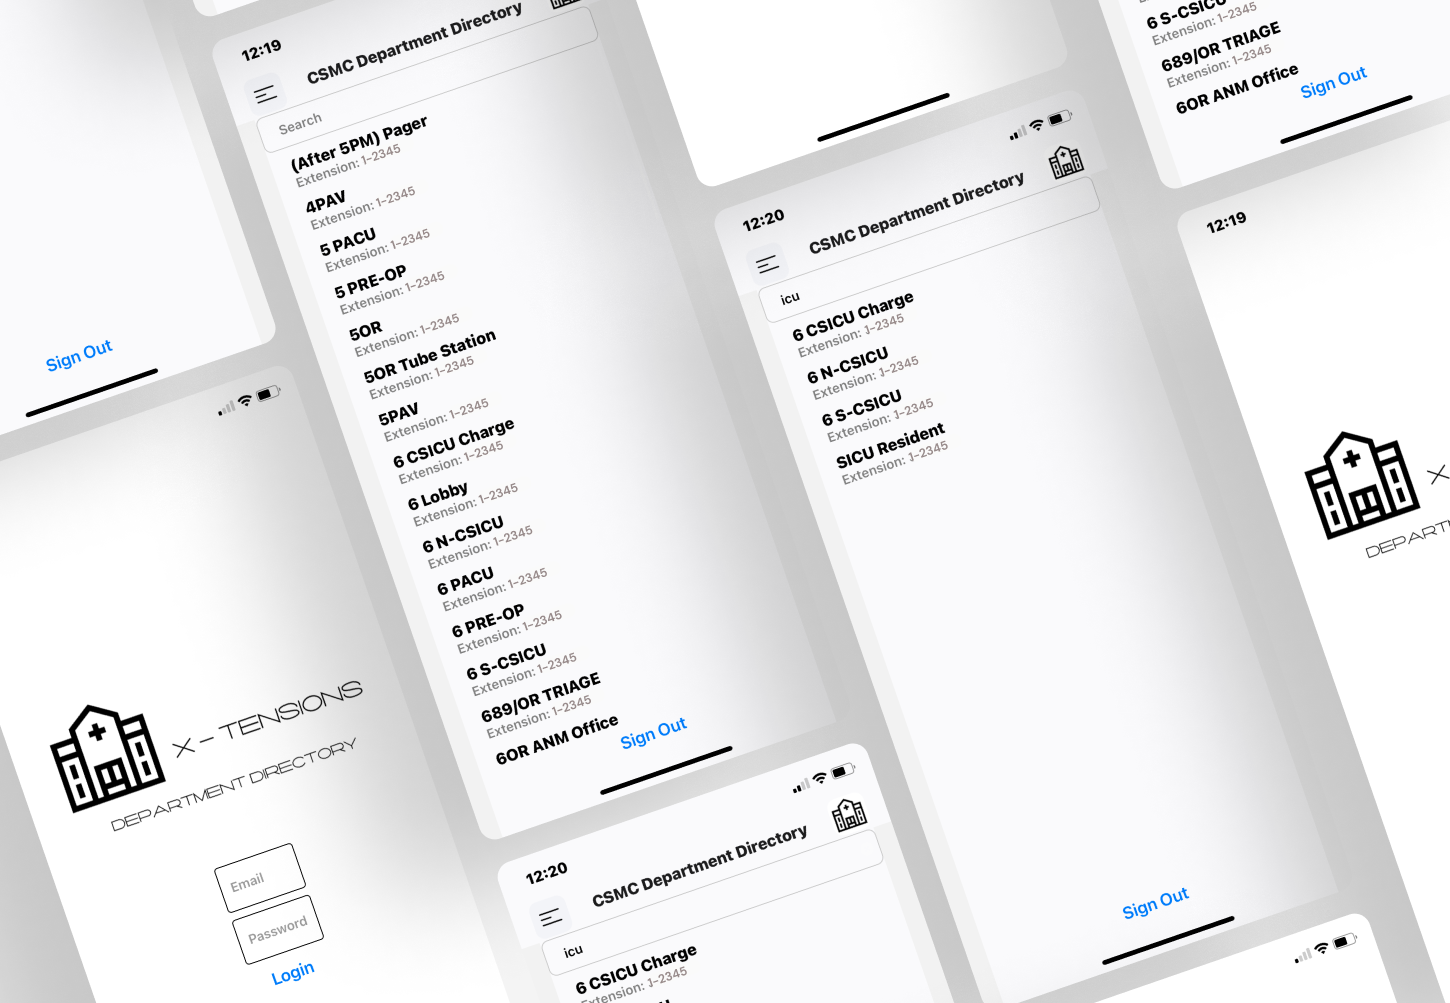 Sign Out
X - TENSIONS
DEPARTMENT DIRECTORY
Email
Password
Login
12:19
CSMC Department Directory
Search
(After 5PM) Pager
Extension: 1-2345
4PAV
Extension: 1-2345
5 PACU
Extension: 1-2345
5 PRE-OP
Extension: 1-2345
5OR
Extension: 1-2345
5OR Tube Station
Extension: 1-2345
5PAV
Extension: 1-2345
6 CSICU Charge
Extension: 1-2345
6 Lobby
Extension: 1-2345
6 N-CSICU
Extension: 1-2345
6 PACU
Extension: 1-2345
6 PRE-OP
Extension: 1-2345
6 S-CSICU
Extension: 1-2345
689/OR TRIAGE
Extension: 1-2345
6OR ANM Office
Sign Out
12:20
CSMC Department Directory
icu
6 CSICU Charge
Extension: 1-2345
12:20
CSMC Department Directory
icu
6 CSICU Charge
Extension: 1-2345
6 N-CSICU
Extension: 1-2345
6 S-CSICU
Extension: 1-2345
SICU Resident
Extension: 1-2345
Sign Out
6 S-CSICU
Extension: 1-2345
689/OR TRIAGE
Extension: 1-2345
6OR ANM Office
Sign Out
12:19
X
DEPART